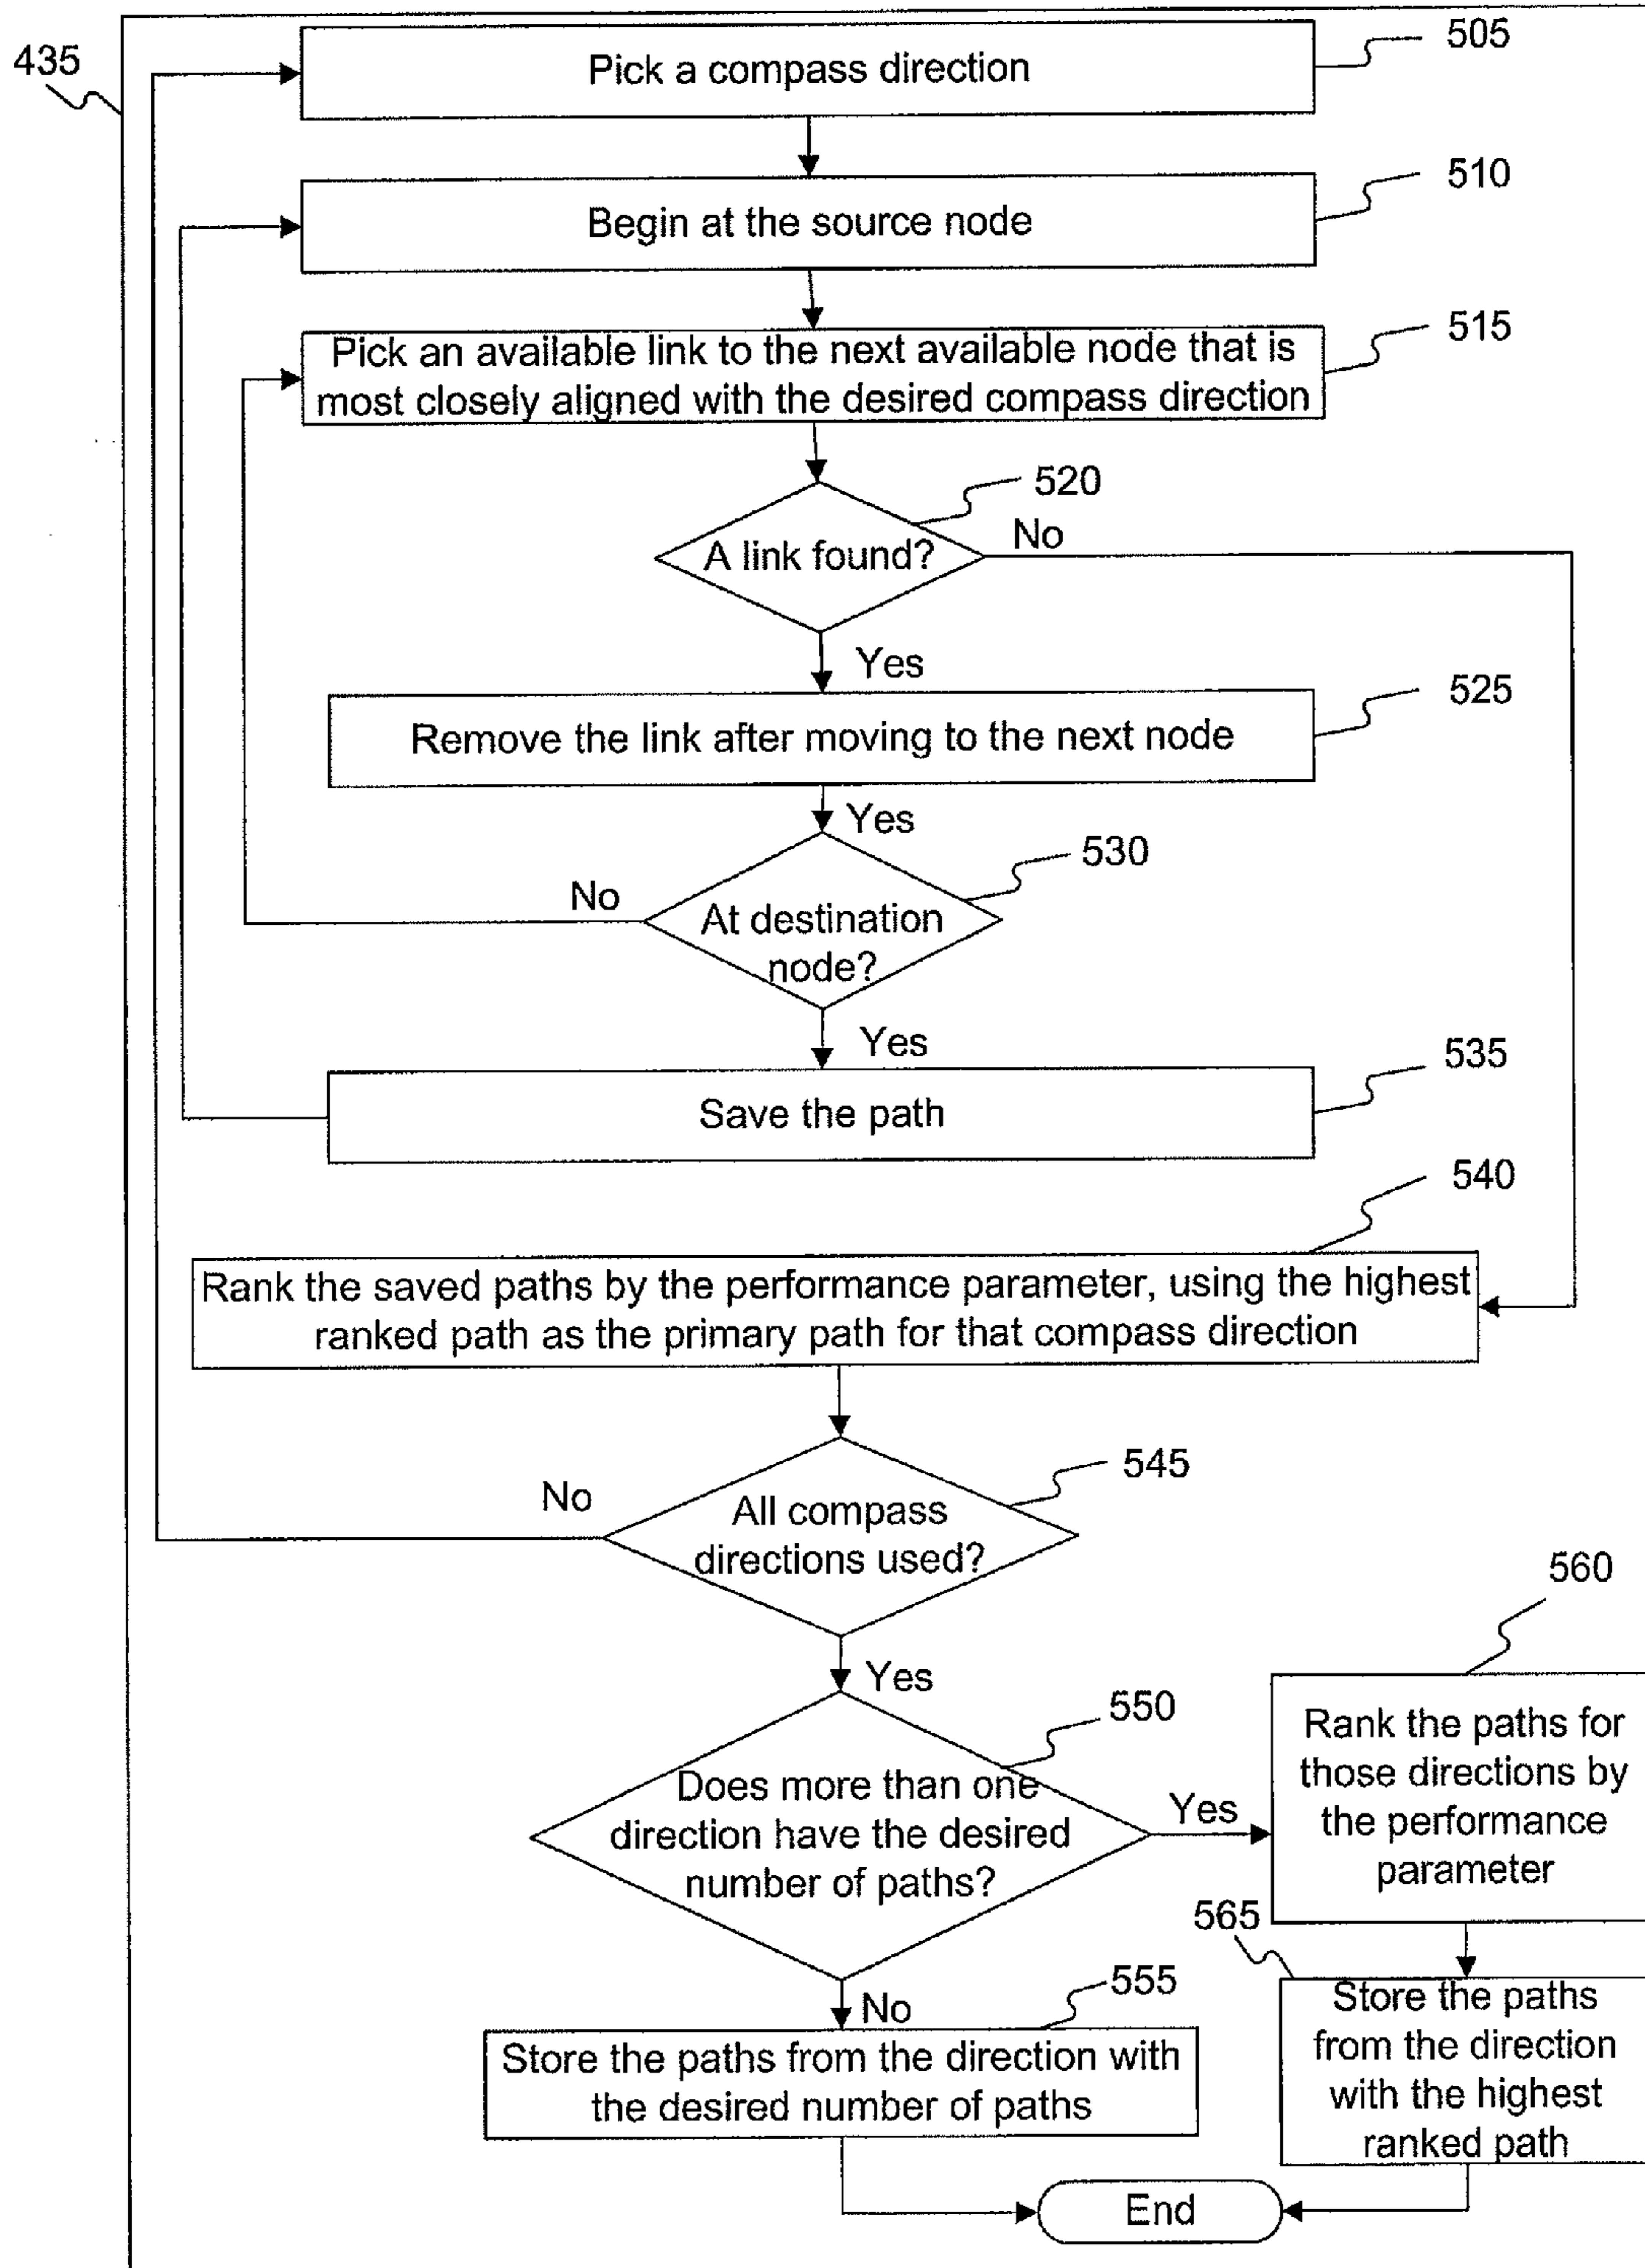 435
505
Pick a compass direction
510
Begin at the source node
515
Pick an available link to the next available node that is
most closely aligned with the desired compass direction
520
A link found?
No
Yes
525
Remove the link after moving to the next node
Yes
530
No
At destination
node?
Yes
535
Save the path
540
Rank the saved paths by the performance parameter, using the highest
ranked path as the primary path for that compass direction
545
No
All compass
directions used?
Yes
550
Does more than one
direction have the desired
number of paths?
Yes
560
Rank the paths for
those directions by
the performance
parameter
565
Store the paths
from the direction
with the highest
ranked path
No
555
Store the paths from the direction with
the desired number of paths
End